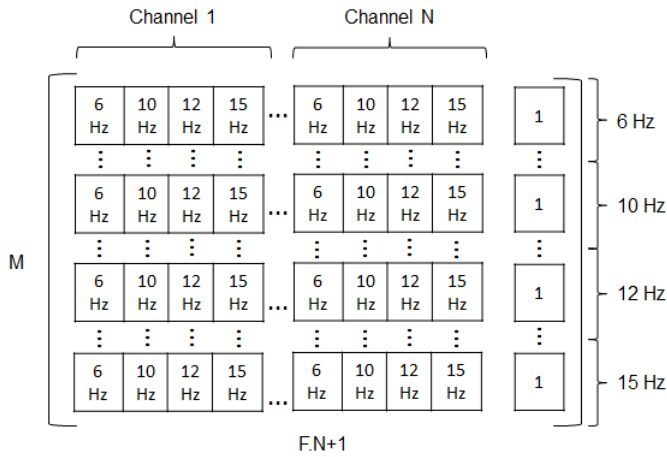 Channel 1 Channel N
6 10 12 15 6 10 12 15
Hz Hz Hz Hz ... Hz Hz Hz Hz 1 6 Hz
6 10 12 15 6 10 12 15
Hz Hz Hz Hz ... Hz Hz Hz Hz 1 10 Hz
M
6 10 12 15 6 10 12 15
Hz Hz Hz Hz ... Hz Hz Hz Hz 1 12 Hz
6 10 12 15 6 10 12 15
Hz Hz Hz Hz ... Hz Hz Hz Hz 1 15 Hz
F.N+1